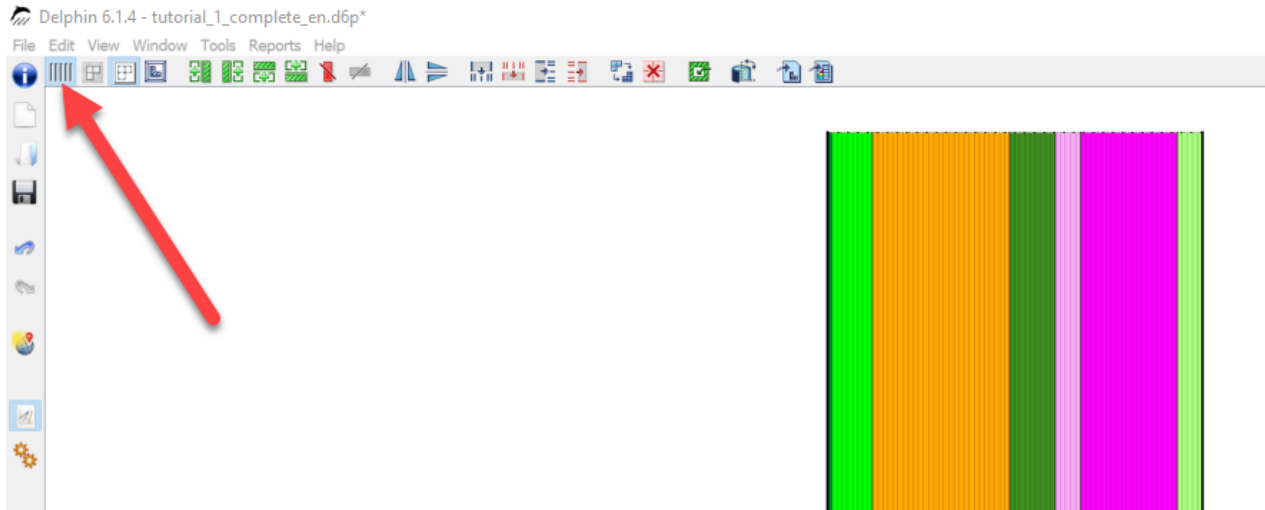 Delphin 6.1.4 - tutorial_1_complete_en.d6p*
File Edit View Window Tools Reports Help